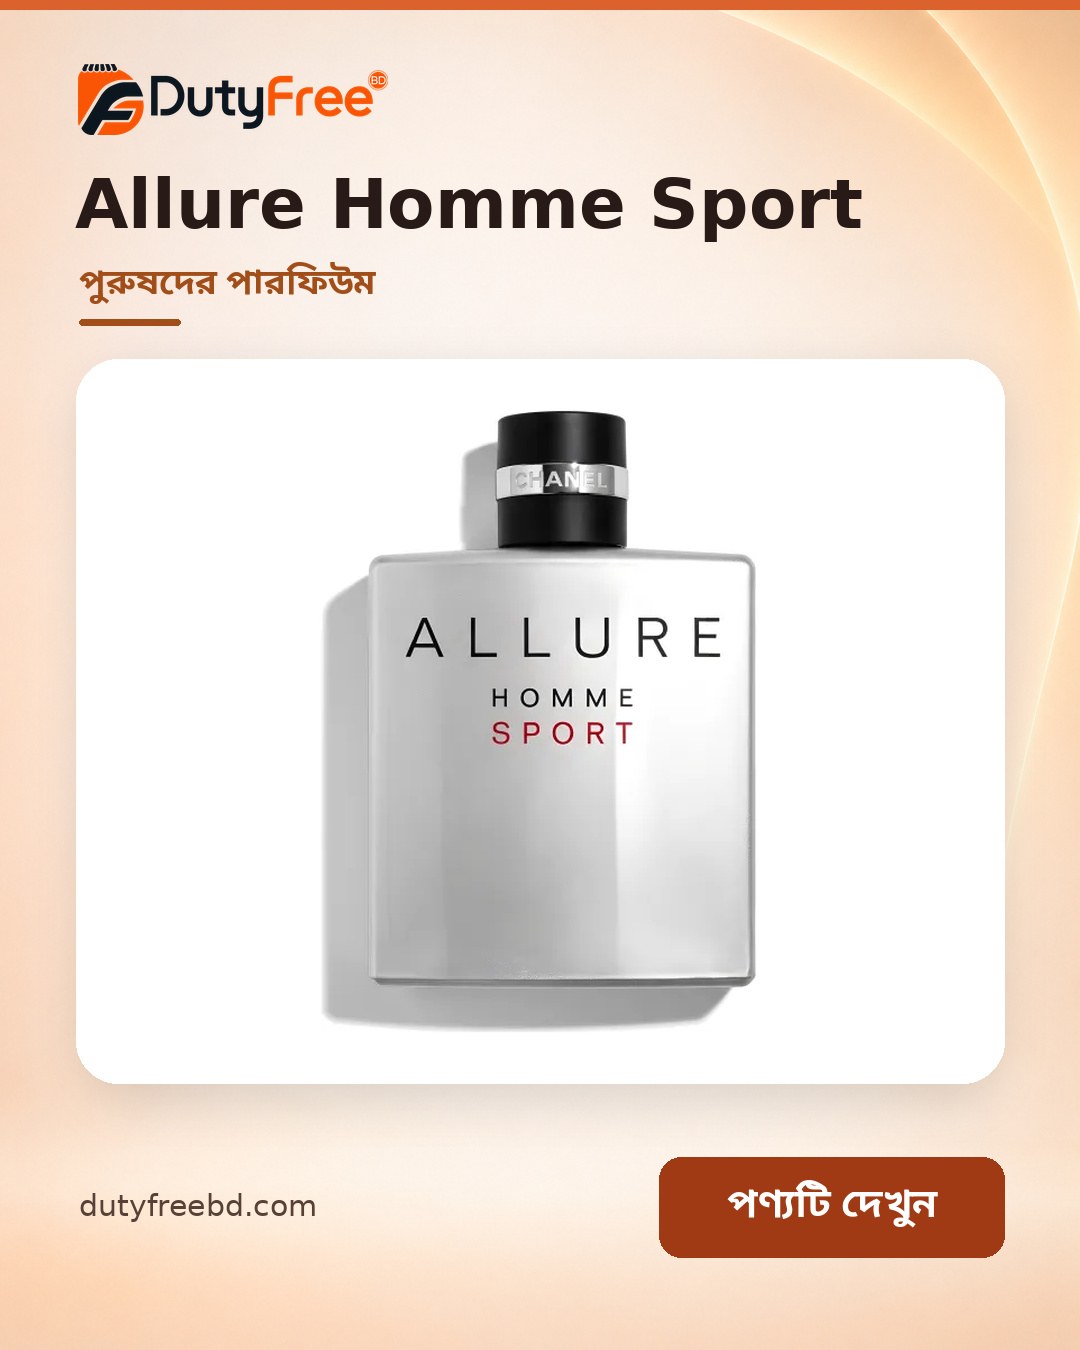 DutyFree BD
Allure Homme Sport
পুরুষদের পারফিউম
CHANEL
ALLURE
HOMME
SPORT
dutyfreebd.com
পণ্যটি দেখুন